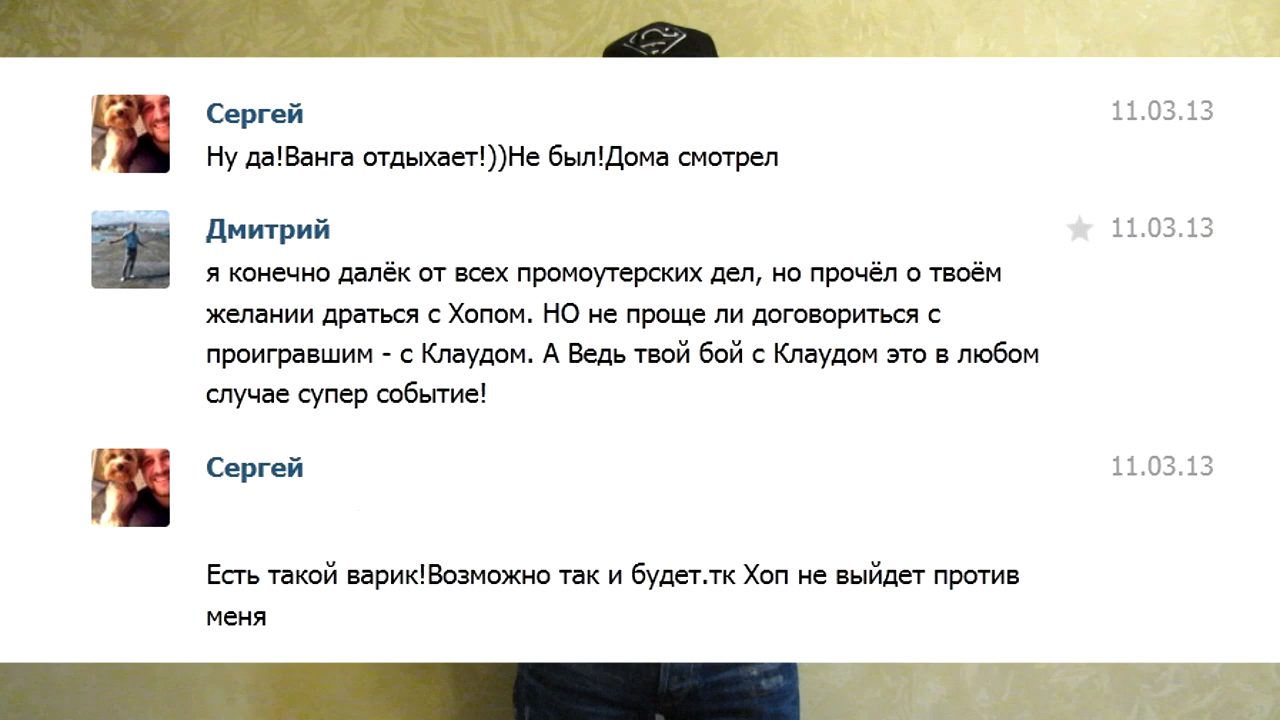 Сергей
11.03.13
Ну да!Ванга отдыхает!))Не был!Дома смотрел
Дмитрий
11.03.13
я конечно далёк от всех промоутерских дел, но прочёл о твоём
желании драться с Хопом. НО не проще ли договориться с
проигравшим - с Клаудом. А Ведь твой бой с Клаудом это в любом
случае супер событие!
Сергей
11.03.13
Есть такой варик!Возможно так и будет.тк Хоп не выйдет против
меня